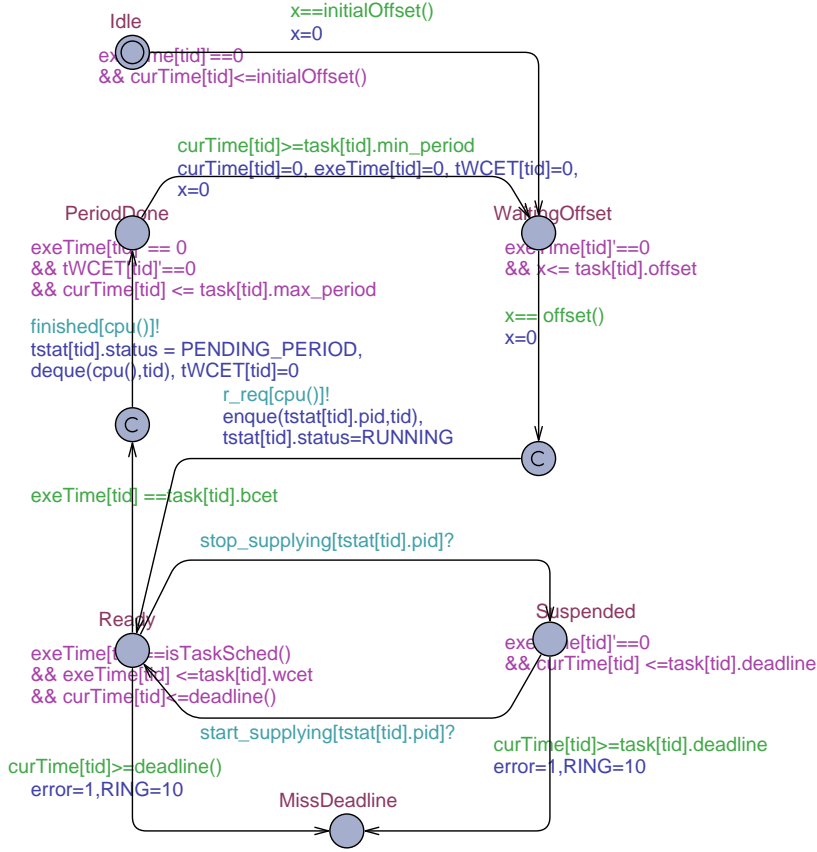 Idle
x==initialOffset()
x=0
exeTime[tid]'==0
&& curTime[tid]<=initialOffset()
curTime[tid]>=task[tid].min_period
curTime[tid]=0, exeTime[tid]=0, tWCET[tid]=0,
x=0
PeriodDone
WaitingOffset
exeTime[tid]' == 0
&& tWCET[tid]'==0
&& curTime[tid] <= task[tid].max_period
exeTime[tid]'==0
&& x<= task[tid].offset
finished[cpu()]!
tstat[tid].status = PENDING_PERIOD,
deque(cpu(),tid), tWCET[tid]=0
x== offset()
x=0
r_req[cpu()]!
enque(tstat[tid].pid,tid),
tstat[tid].status=RUNNING
C
C
exeTime[tid] ==task[tid].bcet
stop_supplying[tstat[tid].pid]?
Ready
Suspended
exeTime[tid]'==isTaskSched()
&& exeTime[tid] <=task[tid].wcet
&& curTime[tid]<=deadline()
exeTime[tid]'==0
&& curTime[tid] <=task[tid].deadline
start_supplying[tstat[tid].pid]?
curTime[tid]>=deadline()
error=1,RING=10
curTime[tid]>=task[tid].deadline
error=1,RING=10
MissDeadline